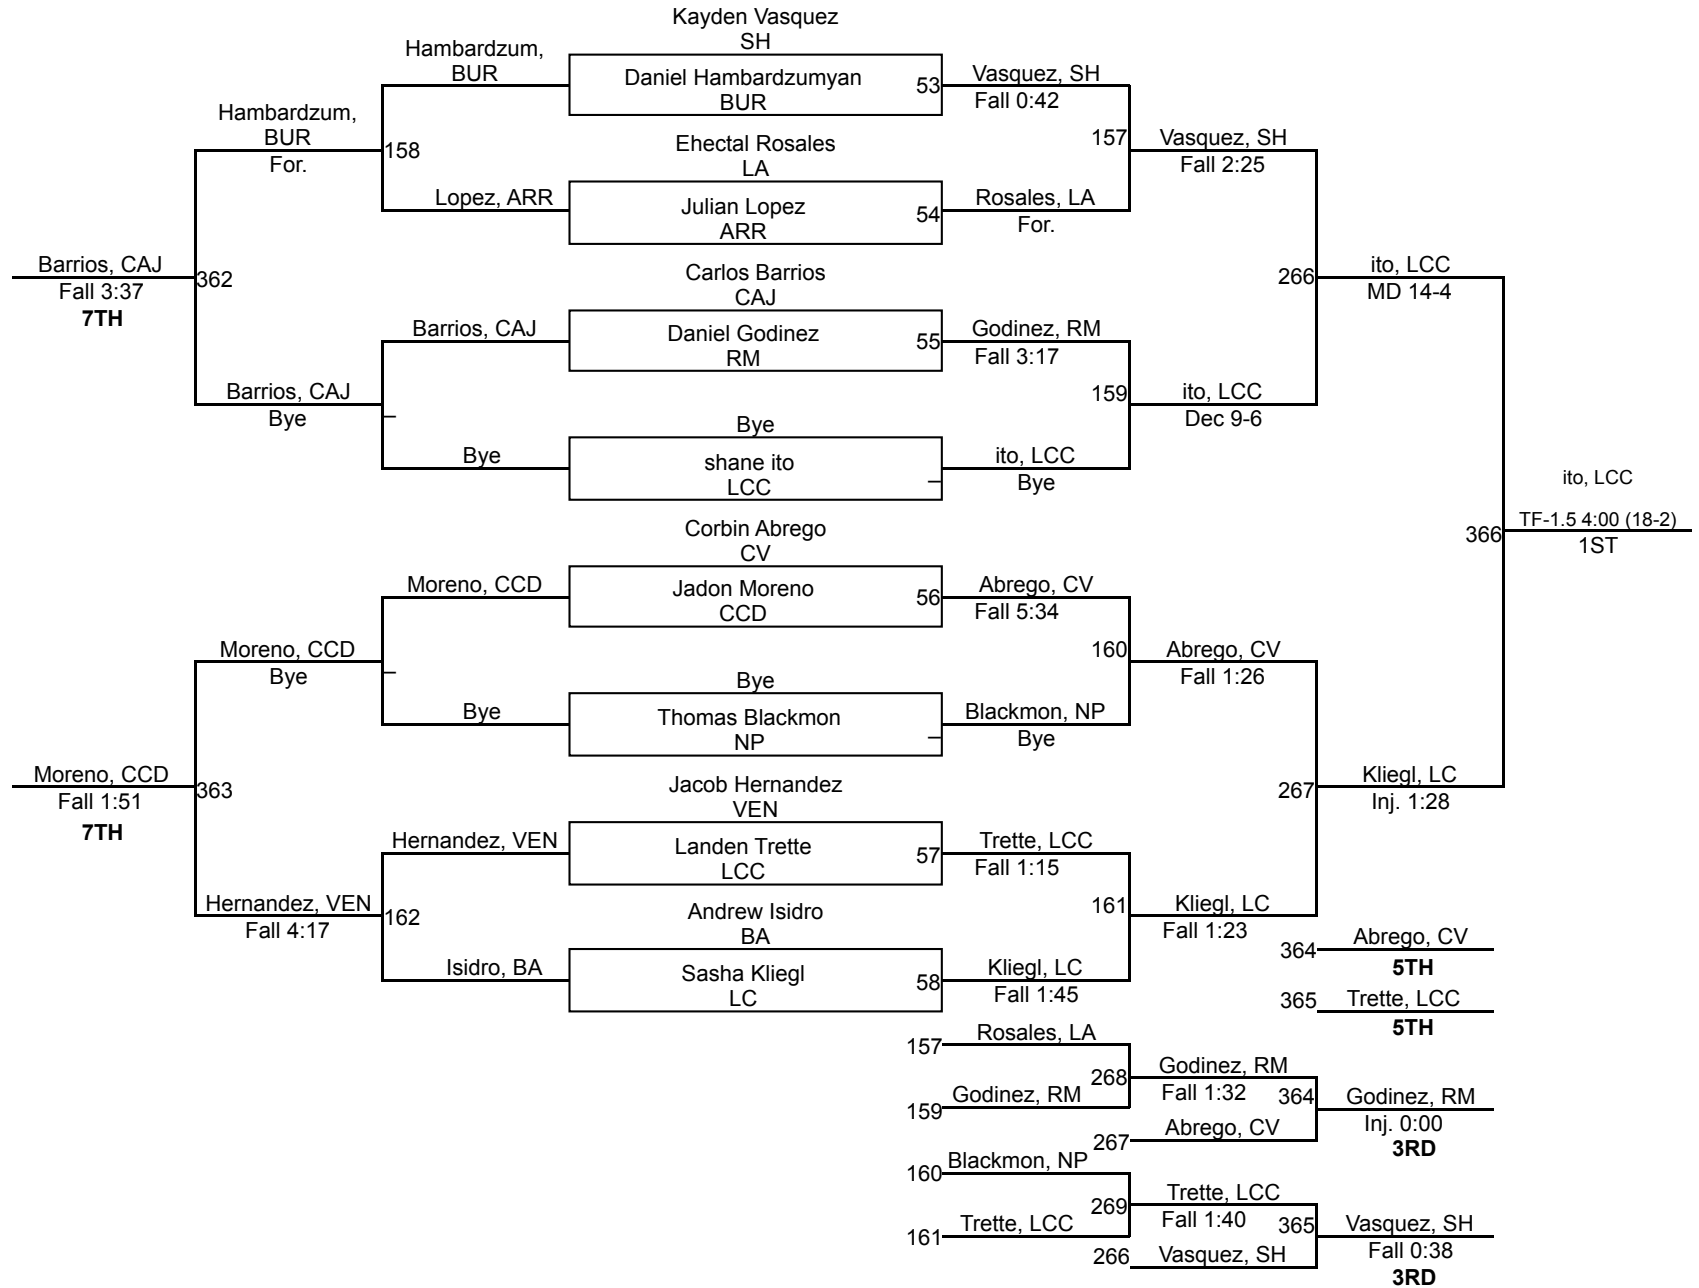 Kayden Vasquez
SH
Daniel Hambardzumyan
BUR
53
Ehectal Rosales
LA
Julian Lopez
ARR
54
Carlos Barrios
CAJ
Daniel Godinez
RM
55
Bye
shane ito
LCC
Corbin Abrego
CV
Jadon Moreno
CCD
56
Bye
Thomas Blackmon
NP
Jacob Hernandez
VEN
Landen Trette
LCC
57
Andrew Isidro
BA
Sasha Kliegl
LC
58
Hambardzum,
BUR
Lopez, ARR
158
Barrios, CAJ
Bye
Moreno, CCD
Bye
Hernandez, VEN
Isidro, BA
162
Hambardzum,
BUR
For.
Barrios, CAJ
Bye
362
Moreno, CCD
Bye
Hernandez, VEN
Fall 4:17
363
Barrios, CAJ
Fall 3:37
7TH
Moreno, CCD
Fall 1:51
7TH
Vasquez, SH
Fall 0:42
157
Rosales, LA
For.
Godinez, RM
Fall 3:17
159
ito, LCC
Bye
Abrego, CV
Fall 5:34
160
Blackmon, NP
Bye
Trette, LCC
Fall 1:15
161
Kliegl, LC
Fall 1:45
Vasquez, SH
Fall 2:25
266
ito, LCC
Dec 9-6
Abrego, CV
Fall 1:26
267
Kliegl, LC
Fall 1:23
ito, LCC
MD 14-4
366
Kliegl, LC
Inj. 1:28
ito, LCC
TF-1.5 4:00 (18-2)
1ST
364
Abrego, CV
5TH
365
Trette, LCC
5TH
157
Rosales, LA
159
Godinez, RM
268
Godinez, RM
Fall 1:32
267
Abrego, CV
364
Godinez, RM
Inj. 0:00
3RD
160
Blackmon, NP
161
Trette, LCC
269
Trette, LCC
Fall 1:40
266
Vasquez, SH
365
Vasquez, SH
Fall 0:38
3RD